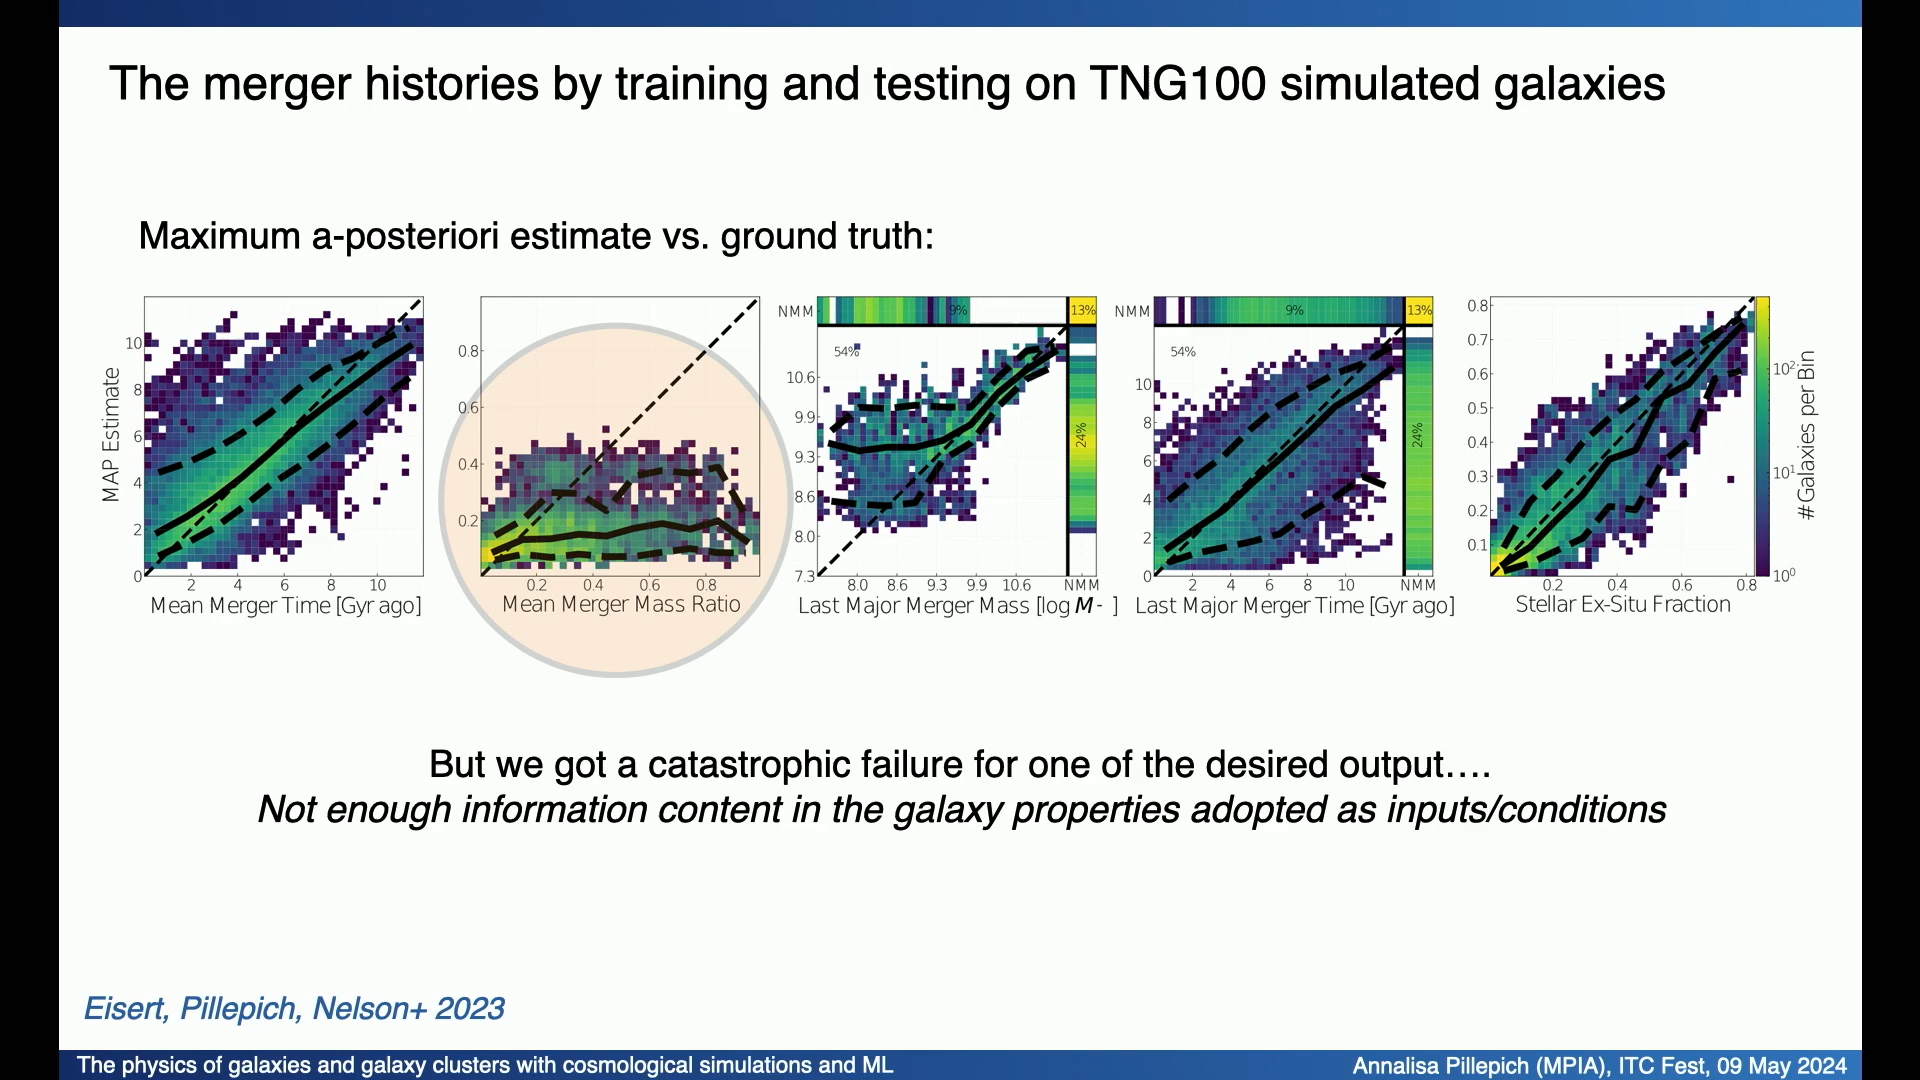 The merger histories by training and testing on TNG100 simulated galaxies
Maximum a-posteriori estimate vs. ground truth:
MAP Estimate
10
8
6
4
2
0
2 4 6 8 10
Mean Merger Time [Gyr ago]
0.8
0.6
0.4
0.2
0.2 0.4 0.6 0.8
Mean Merger Mass Ratio
NMM
9%
13%
54%
24%
10.6
9.9
9.3
8.6
8.0
7.3
8.0 8.6 9.3 9.9 10.6 NMM
Last Major Merger Mass [log M- ]
NMM
9%
13%
54%
24%
10
8
6
4
2
0
2 4 6 8 10 NMM
Last Major Merger Time [Gyr ago]
0.8
0.7
0.6
0.5
0.4
0.3
0.2
0.1
0.2 0.4 0.6 0.8
Stellar Ex-Situ Fraction
10²
10¹
10⁰
# Galaxies per Bin
But we got a catastrophic failure for one of the desired output....
Not enough information content in the galaxy properties adopted as inputs/conditions
Eisert, Pillepich, Nelson+ 2023
The physics of galaxies and galaxy clusters with cosmological simulations and ML
Annalisa Pillepich (MPIA), ITC Fest, 09 May 2024